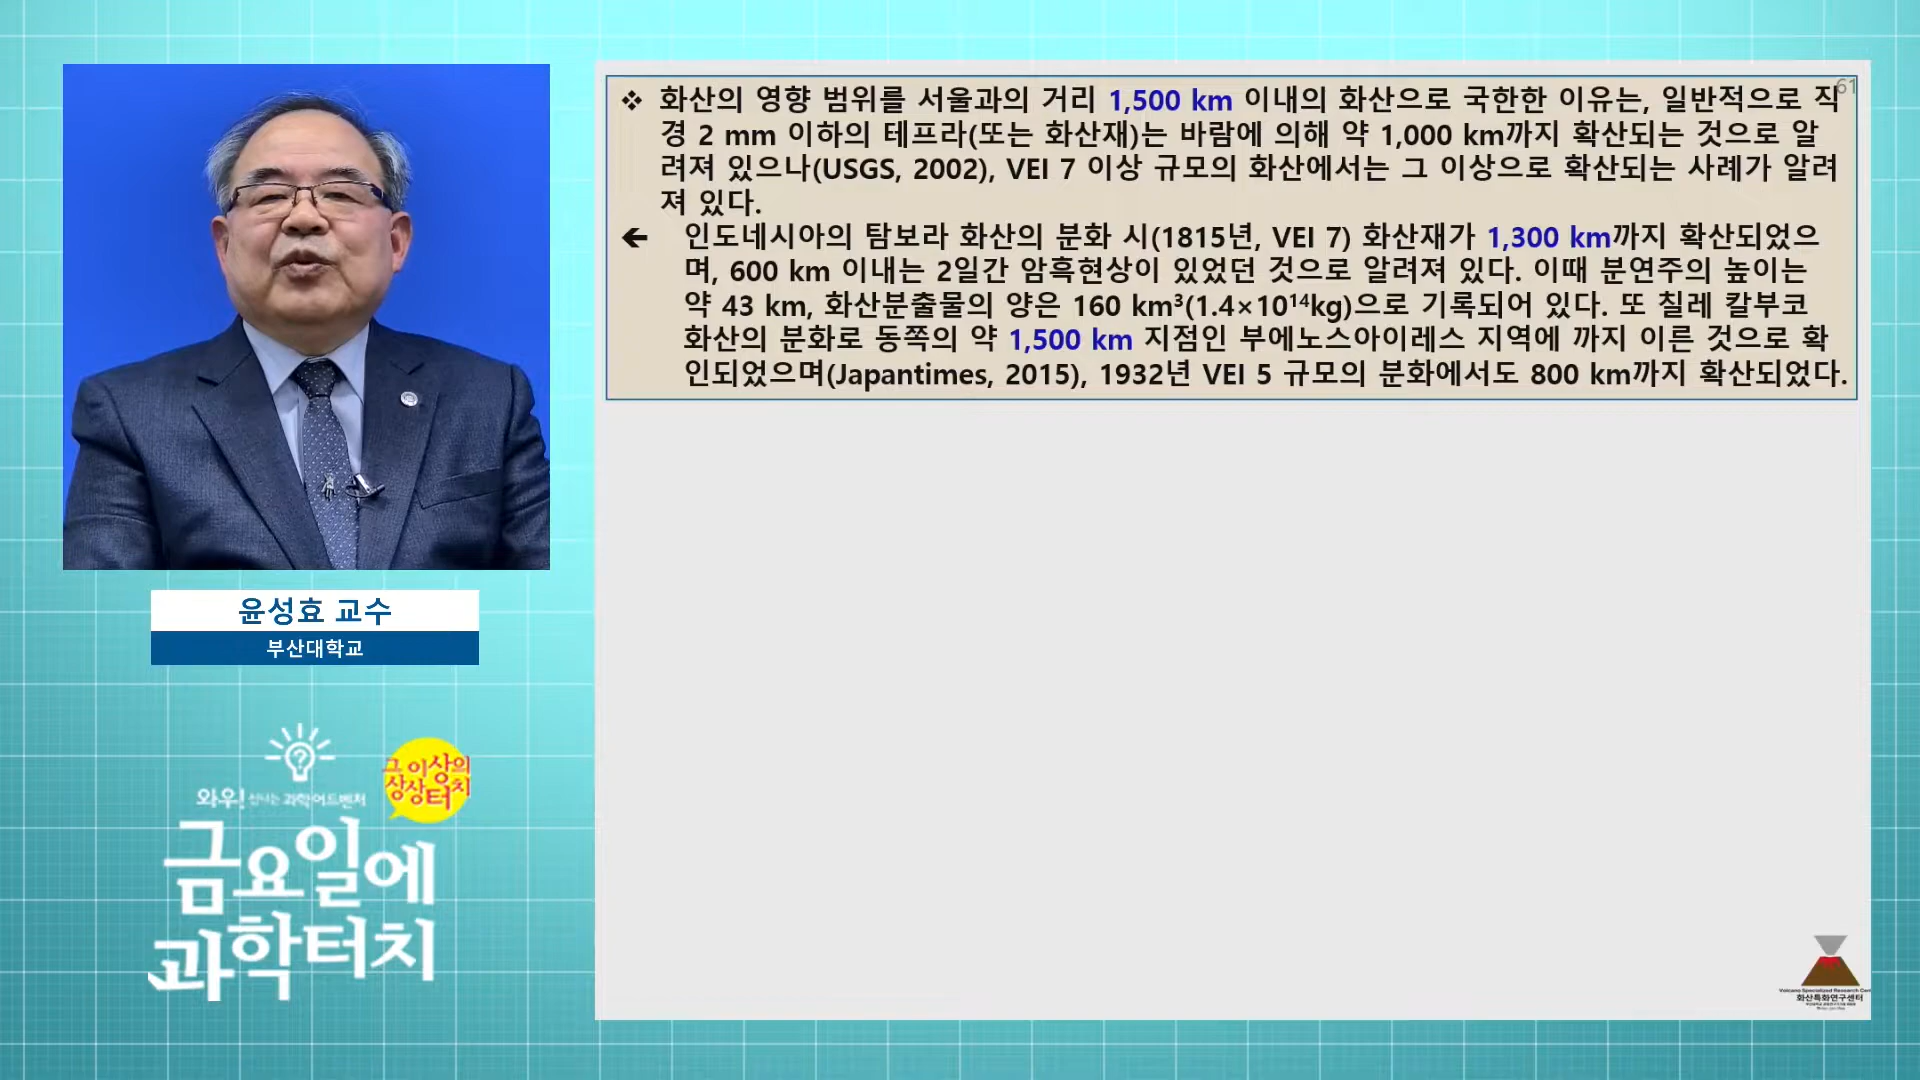 61
❖ 화산의 영향 범위를 서울과의 거리 1,500 km 이내의 화산으로 국한한 이유는, 일반적으로 직
경 2 mm 이하의 테프라(또는 화산재)는 바람에 의해 약 1,000 km까지 확산되는 것으로 알
려져 있으나(USGS, 2002), VEI 7 이상 규모의 화산에서는 그 이상으로 확산되는 사례가 알려
져 있다.
← 인도네시아의 탐보라 화산의 분화 시(1815년, VEI 7) 화산재가 1,300 km까지 확산되었으
며, 600 km 이내는 2일간 암흑현상이 있었던 것으로 알려져 있다. 이때 분연주의 높이는
약 43 km, 화산분출물의 양은 160 km³(1.4×10¹⁴kg)으로 기록되어 있다. 또 칠레 칼부코
화산의 분화로 동쪽의 약 1,500 km 지점인 부에노스아이레스 지역에 까지 이른 것으로 확
인되었으며(Japantimes, 2015), 1932년 VEI 5 규모의 분화에서도 800 km까지 확산되었다.
윤성효 교수
부산대학교
와우! 신나는 과학어드벤처
그 이상의
상상터치
금요일에
과학터치
Volcano Specialized Research Cen
화산특화연구센터